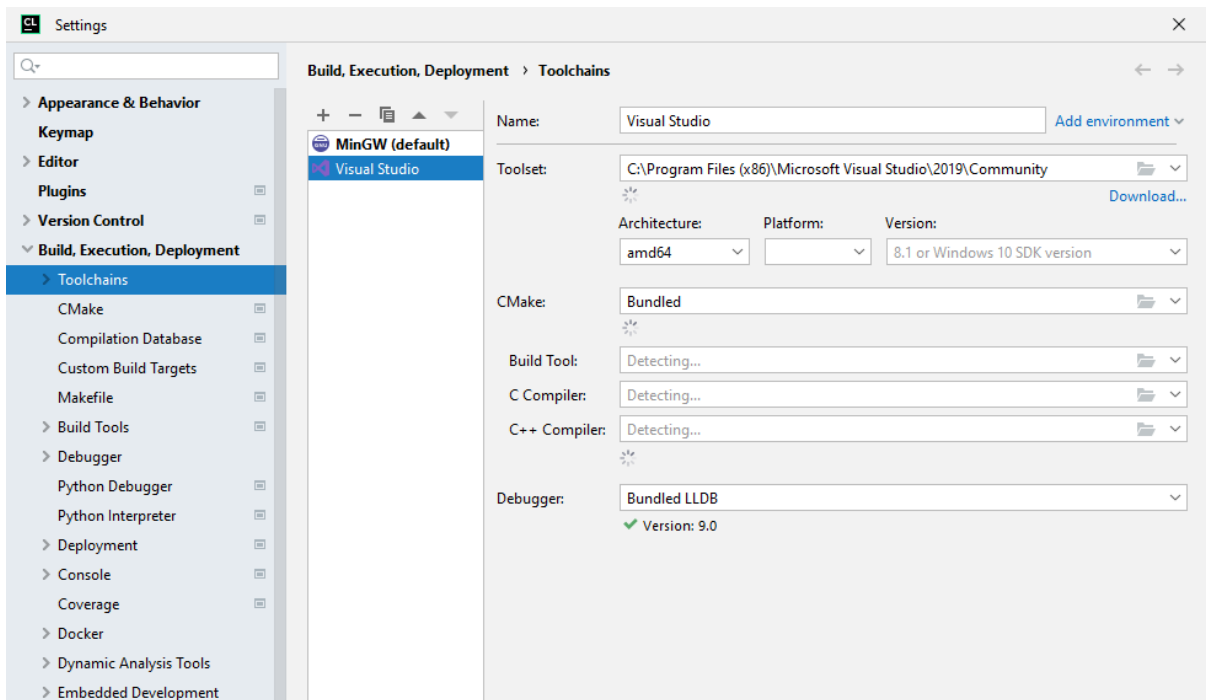 CL Settings
Build, Execution, Deployment › Toolchains
Appearance & Behavior
Keymap
Editor
Plugins
Version Control
Build, Execution, Deployment
Toolchains
CMake
Compilation Database
Custom Build Targets
Makefile
Build Tools
Debugger
Python Debugger
Python Interpreter
Deployment
Console
Coverage
Docker
Dynamic Analysis Tools
Embedded Development
MinGW (default)
Visual Studio
Name: Visual Studio Add environment
Toolset: C:\Program Files (x86)\Microsoft Visual Studio\2019\Community
Download...
Architecture: Platform: Version:
amd64 8.1 or Windows 10 SDK version
CMake: Bundled
Build Tool: Detecting...
C Compiler: Detecting...
C++ Compiler: Detecting...
Debugger: Bundled LLDB
Version: 9.0